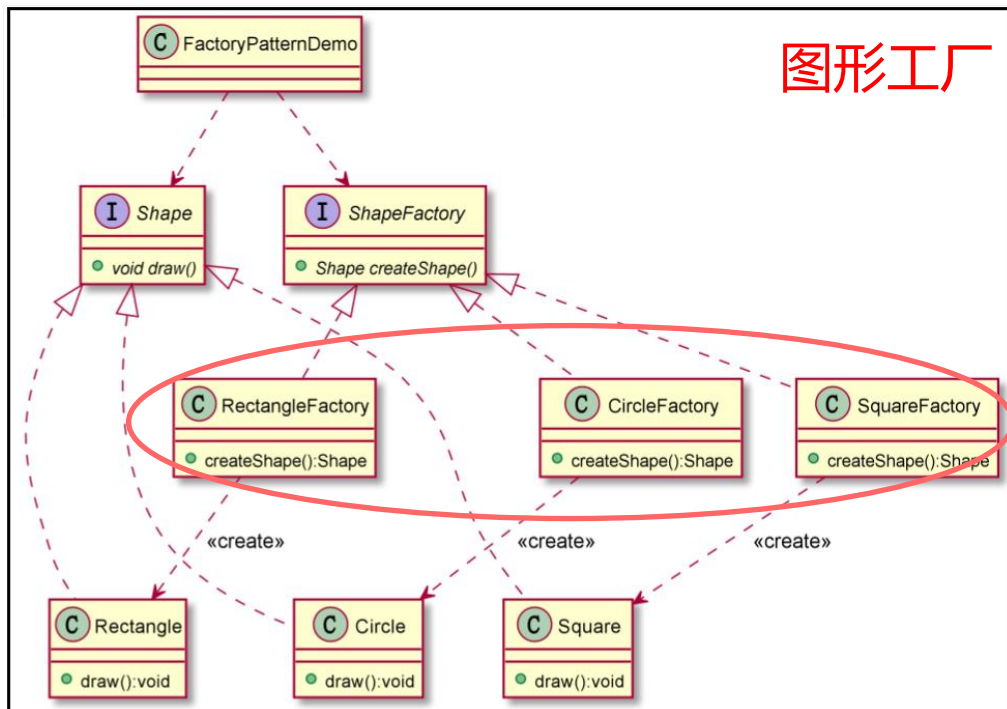 C FactoryPatternDemo
图形工厂
I Shape
void draw()
I ShapeFactory
Shape createShape()
C RectangleFactory
createShape():Shape
C CircleFactory
createShape():Shape
C SquareFactory
createShape():Shape
«create»
«create»
«create»
C Rectangle
draw():void
C Circle
draw():void
C Square
draw():void